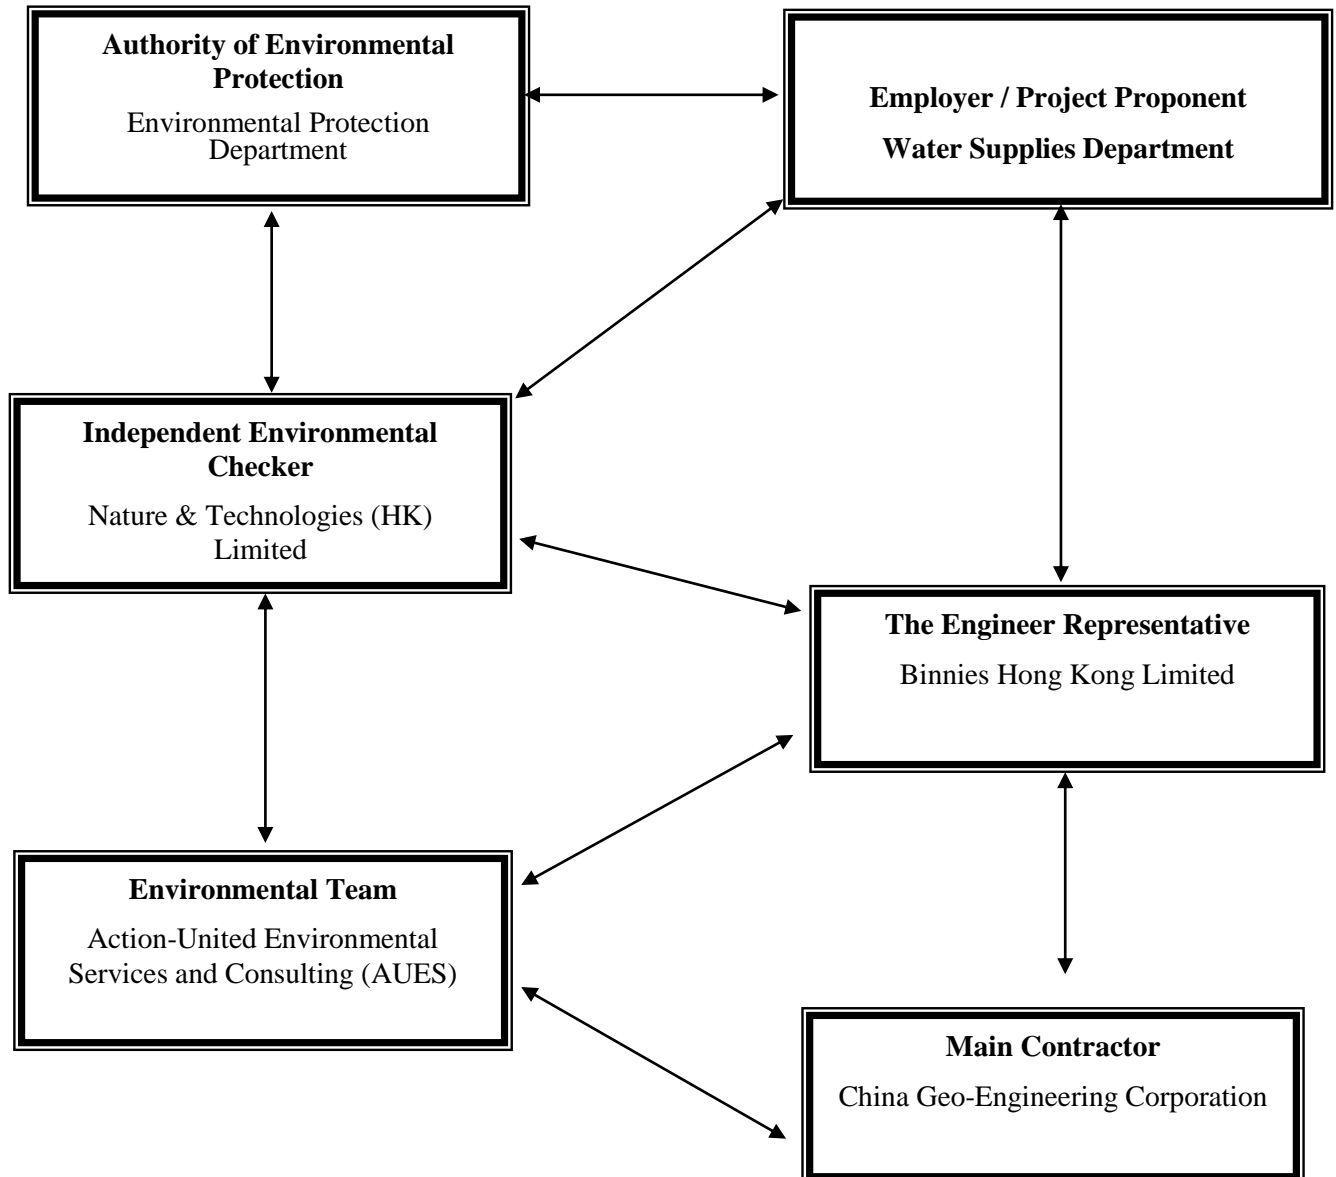 Authority of Environmental
Protection
Environmental Protection
Department
Employer / Project Proponent
Water Supplies Department
Independent Environmental
Checker
Nature & Technologies (HK)
Limited
The Engineer Representative
Binnies Hong Kong Limited
Environmental Team
Action-United Environmental
Services and Consulting (AUES)
Main Contractor
China Geo-Engineering Corporation